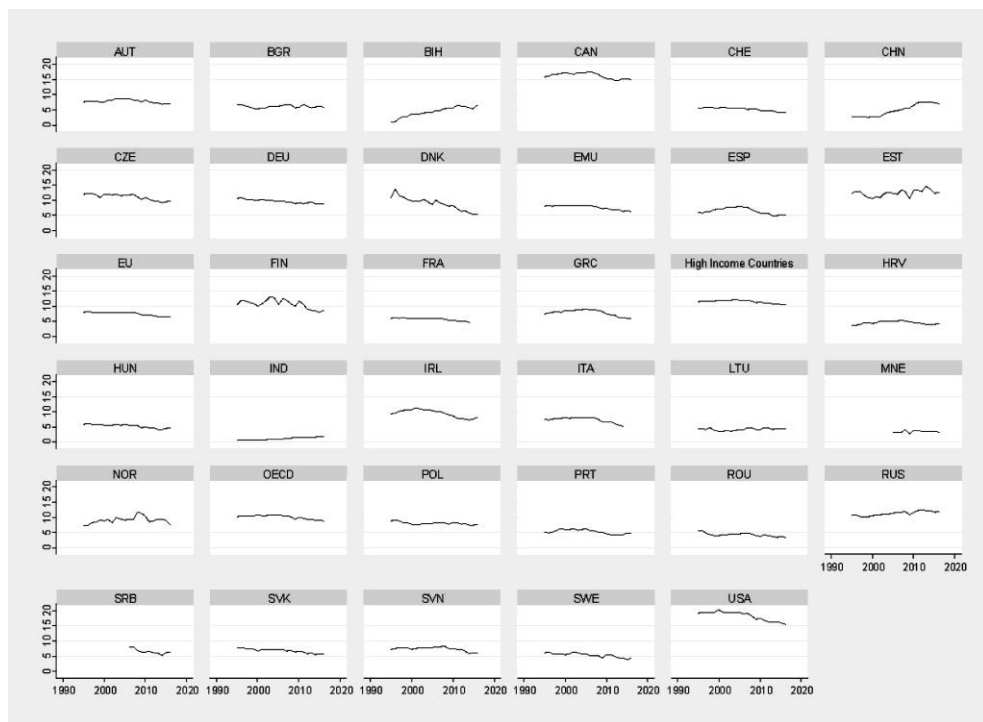 AUT BGR BIH CAN CHE CHN
0 5 10 15 20
CZE DEU DNK EMU ESP EST
0 5 10 15 20
EU FIN FRA GRC High Income Countries HRV
0 5 10 15 20
HUN IND IRL ITA LTU MNE
0 5 10 15 20
NOR OECD POL PRT ROU RUS
0 5 10 15 20
1990 2000 2010 2020
SRB SVK SVN SWE USA
0 5 10 15 20
1990 2000 2010 2020 1990 2000 2010 2020 1990 2000 2010 2020 1990 2000 2010 2020 1990 2000 2010 2020